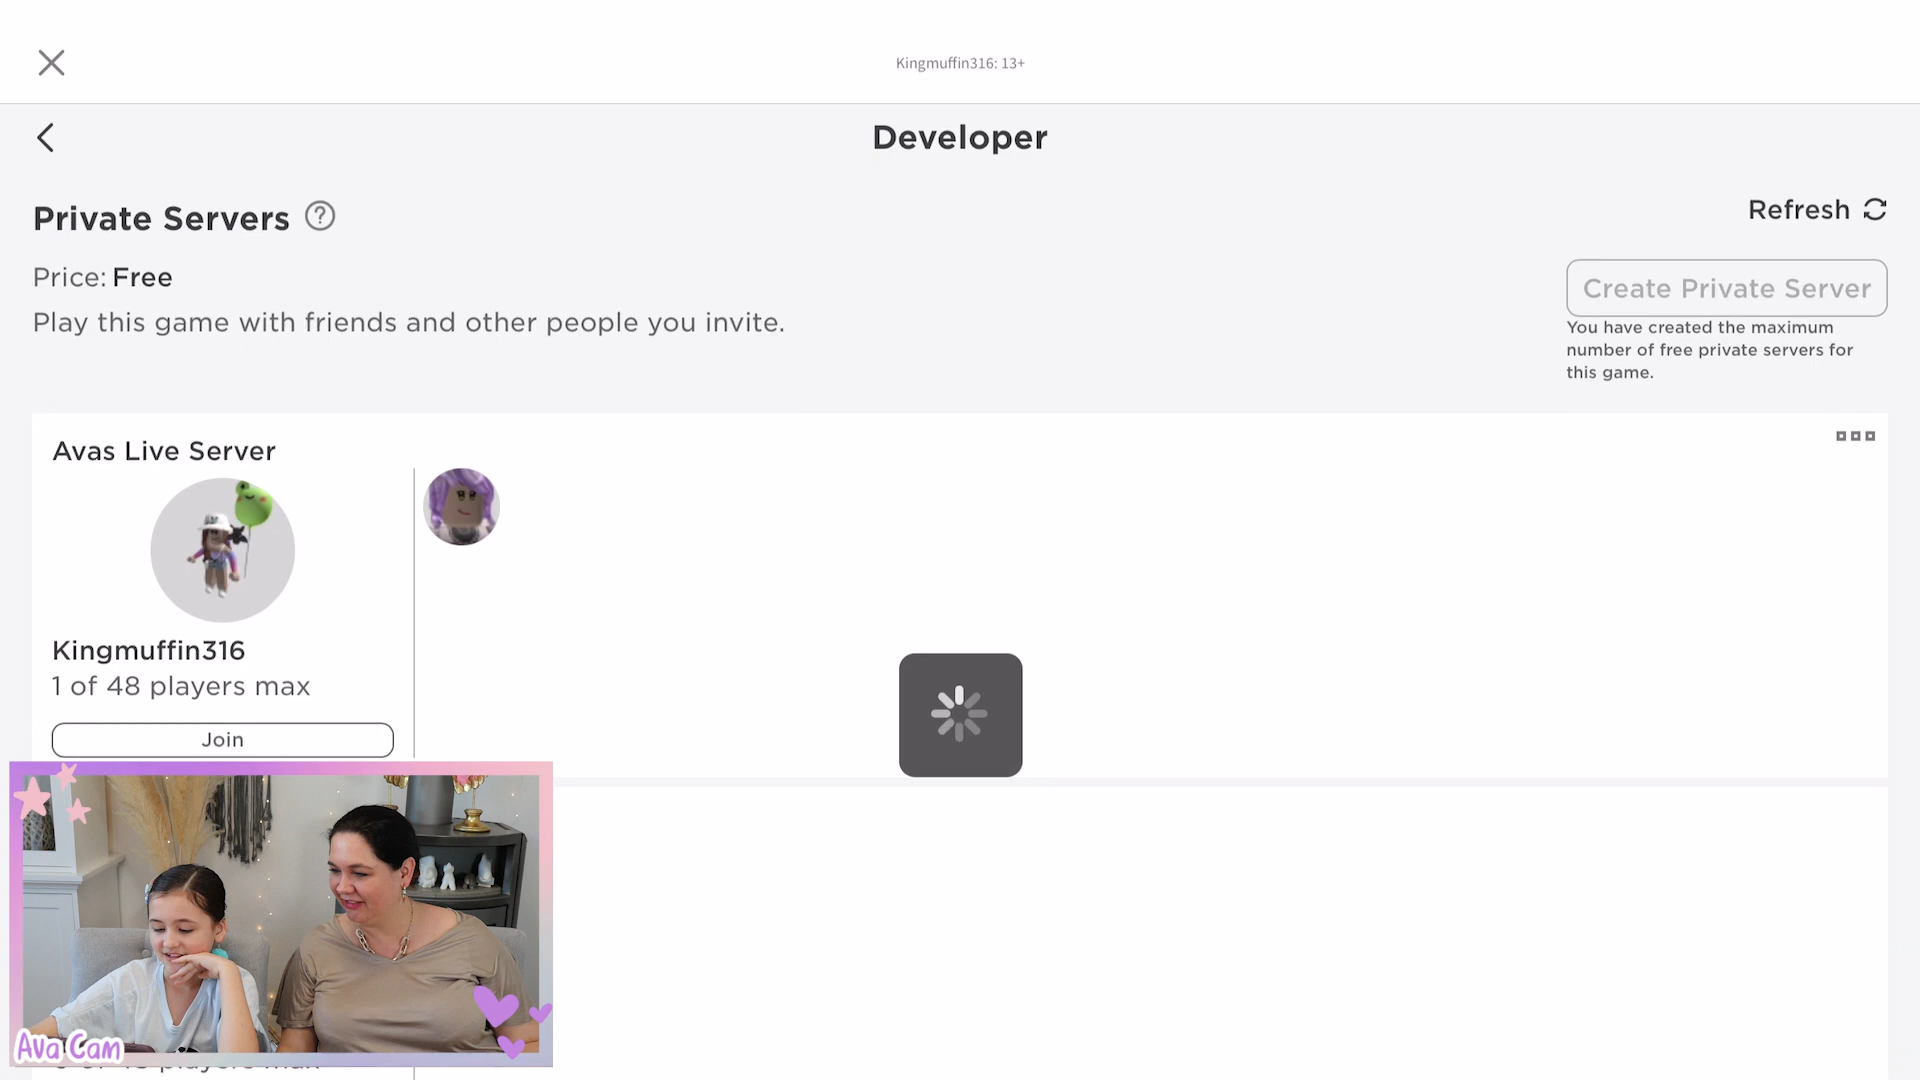 Kingmuffin316: 13+
Developer
Private Servers
Refresh
Price: Free
Create Private Server
Play this game with friends and other people you invite.
You have created the maximum
number of free private servers for
this game.
Avas Live Server
Kingmuffin316
1 of 48 players max
Join
Ava Cam